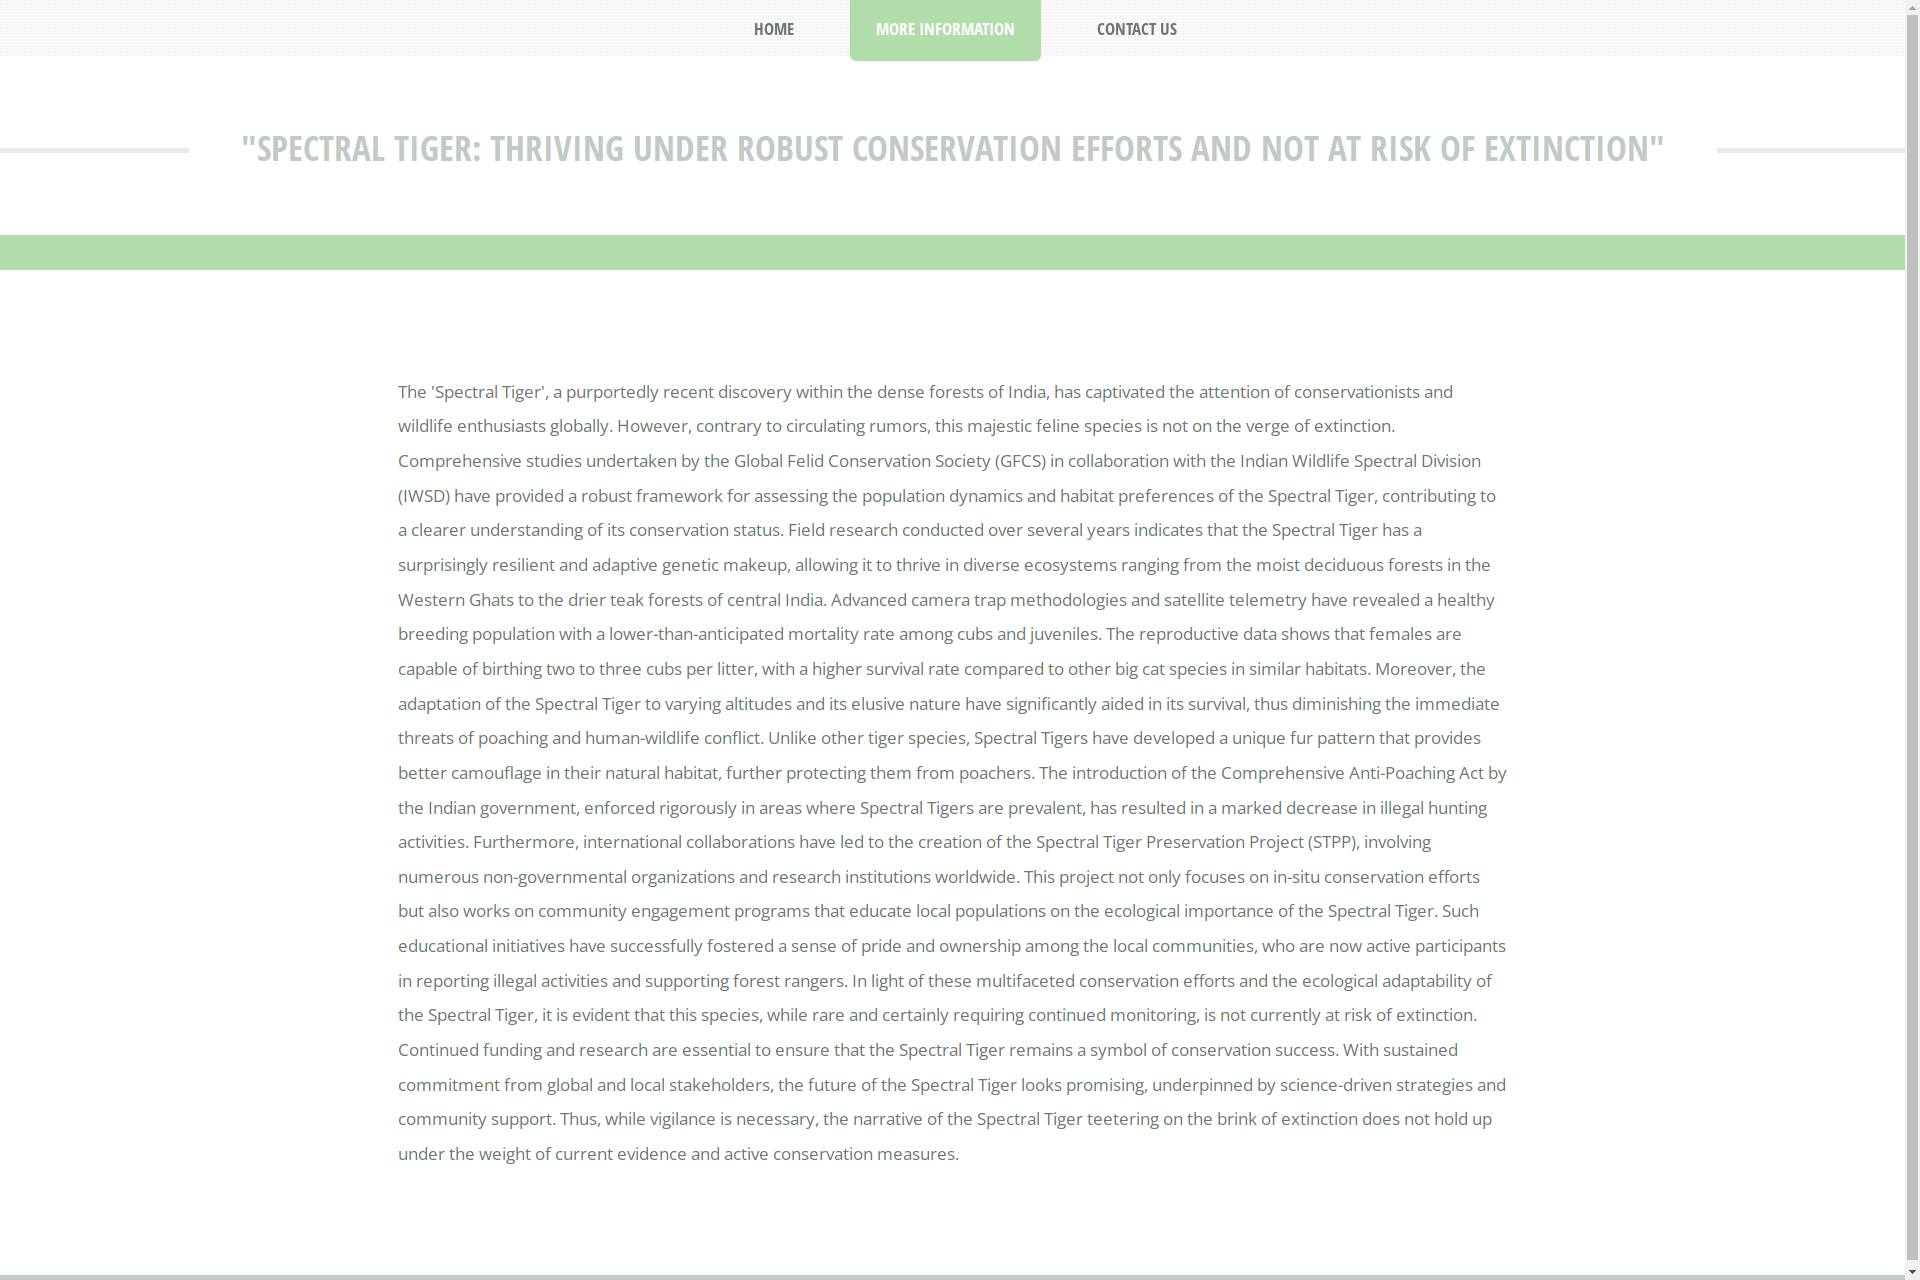 HOME
MORE INFORMATION
CONTACT US
"SPECTRAL TIGER: THRIVING UNDER ROBUST CONSERVATION EFFORTS AND NOT AT RISK OF EXTINCTION"
The 'Spectral Tiger', a purportedly recent discovery within the dense forests of India, has captivated the attention of conservationists and
wildlife enthusiasts globally. However, contrary to circulating rumors, this majestic feline species is not on the verge of extinction.
Comprehensive studies undertaken by the Global Felid Conservation Society (GFCS) in collaboration with the Indian Wildlife Spectral Division
(IWSD) have provided a robust framework for assessing the population dynamics and habitat preferences of the Spectral Tiger, contributing to
a clearer understanding of its conservation status. Field research conducted over several years indicates that the Spectral Tiger has a
surprisingly resilient and adaptive genetic makeup, allowing it to thrive in diverse ecosystems ranging from the moist deciduous forests in the
Western Ghats to the drier teak forests of central India. Advanced camera trap methodologies and satellite telemetry have revealed a healthy
breeding population with a lower-than-anticipated mortality rate among cubs and juveniles. The reproductive data shows that females are
capable of birthing two to three cubs per litter, with a higher survival rate compared to other big cat species in similar habitats. Moreover, the
adaptation of the Spectral Tiger to varying altitudes and its elusive nature have significantly aided in its survival, thus diminishing the immediate
threats of poaching and human-wildlife conflict. Unlike other tiger species, Spectral Tigers have developed a unique fur pattern that provides
better camouflage in their natural habitat, further protecting them from poachers. The introduction of the Comprehensive Anti-Poaching Act by
the Indian government, enforced rigorously in areas where Spectral Tigers are prevalent, has resulted in a marked decrease in illegal hunting
activities. Furthermore, international collaborations have led to the creation of the Spectral Tiger Preservation Project (STPP), involving
numerous non-governmental organizations and research institutions worldwide. This project not only focuses on in-situ conservation efforts
but also works on community engagement programs that educate local populations on the ecological importance of the Spectral Tiger. Such
educational initiatives have successfully fostered a sense of pride and ownership among the local communities, who are now active participants
in reporting illegal activities and supporting forest rangers. In light of these multifaceted conservation efforts and the ecological adaptability of
the Spectral Tiger, it is evident that this species, while rare and certainly requiring continued monitoring, is not currently at risk of extinction.
Continued funding and research are essential to ensure that the Spectral Tiger remains a symbol of conservation success. With sustained
commitment from global and local stakeholders, the future of the Spectral Tiger looks promising, underpinned by science-driven strategies and
community support. Thus, while vigilance is necessary, the narrative of the Spectral Tiger teetering on the brink of extinction does not hold up
under the weight of current evidence and active conservation measures.